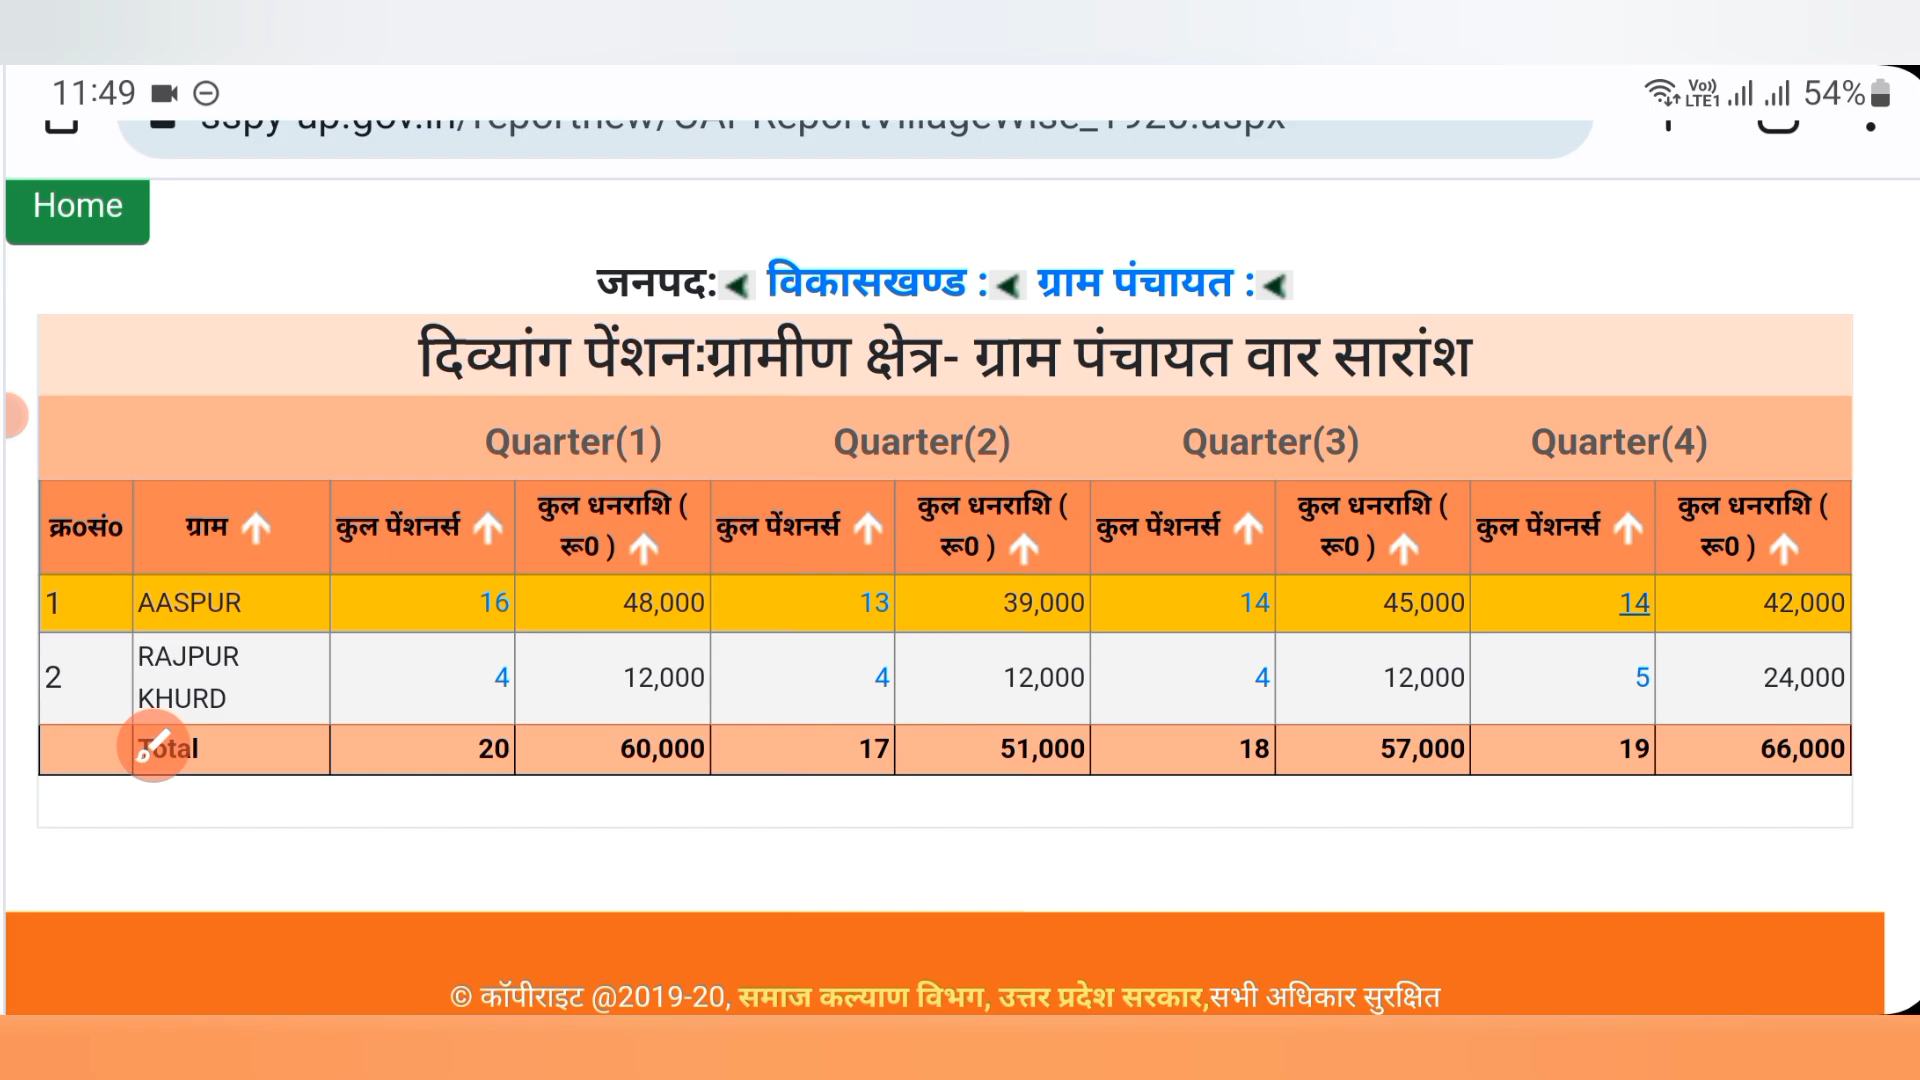 11:49 Vo)) LTE1 54%
Home
जनपद: विकासखण्ड : ग्राम पंचायत :
दिव्यांग पेंशन:ग्रामीण क्षेत्र- ग्राम पंचायत वार सारांश
Quarter(1) Quarter(2) Quarter(3) Quarter(4)
क्र०सं० ग्राम कुल पेंशनर्स कुल धनराशि ( रू0 ) कुल पेंशनर्स कुल धनराशि ( रू0 ) कुल पेंशनर्स कुल धनराशि ( रू0 ) कुल पेंशनर्स कुल धनराशि ( रू0 )
1 AASPUR 16 48,000 13 39,000 14 45,000 14 42,000
2 RAJPUR KHURD 4 12,000 4 12,000 4 12,000 5 24,000
Total 20 60,000 17 51,000 18 57,000 19 66,000
© कॉपीराइट @2019-20, समाज कल्याण विभग, उत्तर प्रदेश सरकार,सभी अधिकार सुरक्षित